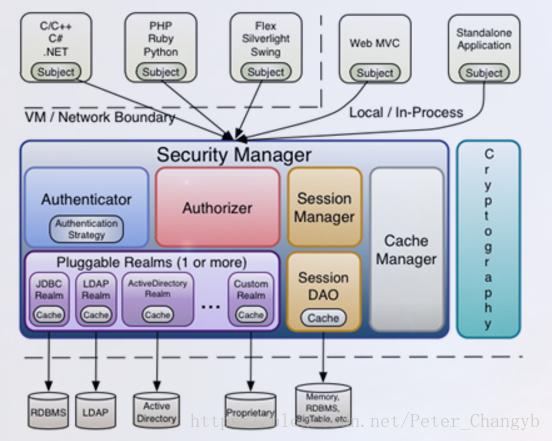 C/C++
C#
.NET
Subject
PHP
Ruby
Python
Subject
Flex
Silverlight
Swing
Subject
Web MVC
Subject
Standalone
Application
Subject
VM / Network Boundary
Local / In-Process
Security Manager
Authenticator
Authentication
Strategy
Authorizer
Session
Manager
Cache
Manager
Cryptography
Pluggable Realms (1 or more)
JDBC
Realm
Cache
LDAP
Realm
Cache
ActiveDirectory
Realm
Cache
...
Custom
Realm
Cache
Session
DAO
Cache
RDBMS
LDAP
Active
Directory
Proprietary
Memory,
RDBMS,
BigTable, etc.
net/Peter_Changyb